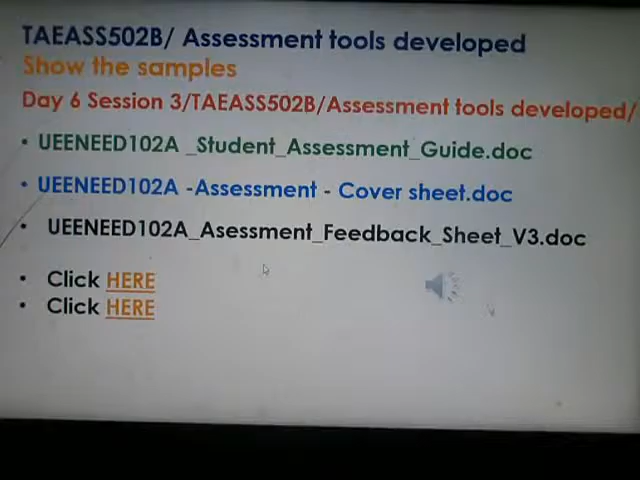 TAEASS502B/ Assessment tools developed
Show the samples
Day 6 Session 3/TAEASS502B/Assessment tools developed/
• UEENEED102A _Student_Assessment_Guide.doc
• UEENEED102A -Assessment - Cover sheet.doc
• UEENEED102A_Asessment_Feedback_Sheet_V3.doc
• Click HERE
• Click HERE